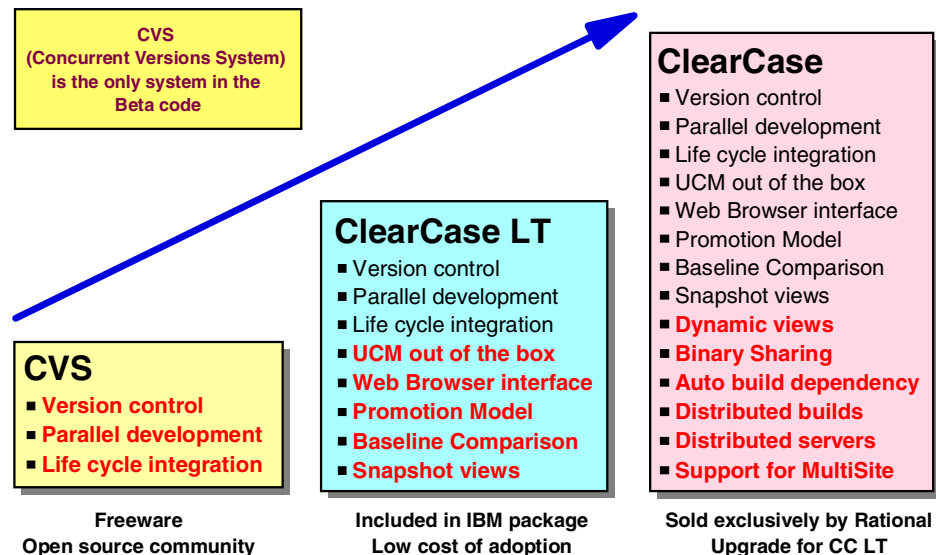 CVS
(Concurrent Versions System)
is the only system in the
Beta code
CVS
▪ Version control
▪ Parallel development
▪ Life cycle integration
Freeware
Open source community
ClearCase LT
▪ Version control
▪ Parallel development
▪ Life cycle integration
▪ UCM out of the box
▪ Web Browser interface
▪ Promotion Model
▪ Baseline Comparison
▪ Snapshot views
Included in IBM package
Low cost of adoption
ClearCase
▪ Version control
▪ Parallel development
▪ Life cycle integration
▪ UCM out of the box
▪ Web Browser interface
▪ Promotion Model
▪ Baseline Comparison
▪ Snapshot views
▪ Dynamic views
▪ Binary Sharing
▪ Auto build dependency
▪ Distributed builds
▪ Distributed servers
▪ Support for MultiSite
Sold exclusively by Rational
Upgrade for CC LT